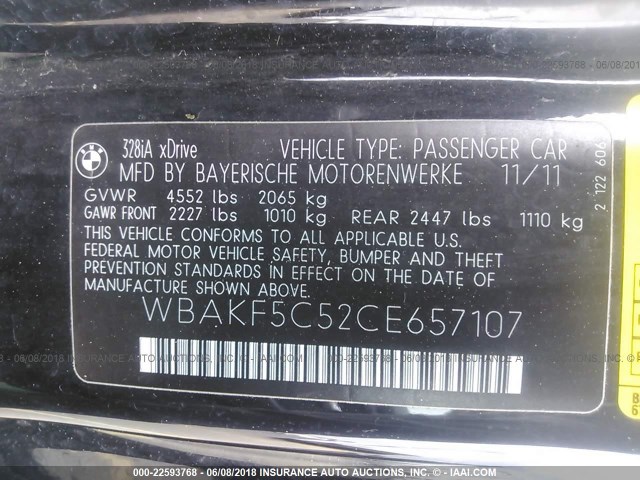 BMW
328iA xDrive VEHICLE TYPE: PASSENGER CAR
MFD BY BAYERISCHE MOTORENWERKE 11/11
GVWR 4552 lbs 2065 kg
GAWR FRONT 2227 lbs 1010 kg REAR 2447 lbs 1110 kg
THIS VEHICLE CONFORMS TO ALL APPLICABLE U.S.
FEDERAL MOTOR VEHICLE SAFETY, BUMPER AND THEFT
PREVENTION STANDARDS IN EFFECT ON THE DATE OF
MANUFACTURE SHOWN ABOVE.
WBAKF5C52CE657107
2 122 606
000-22593768 - 06/08/2018 INSURANCE AUTO AUCTIONS, INC. - IAAI.COM